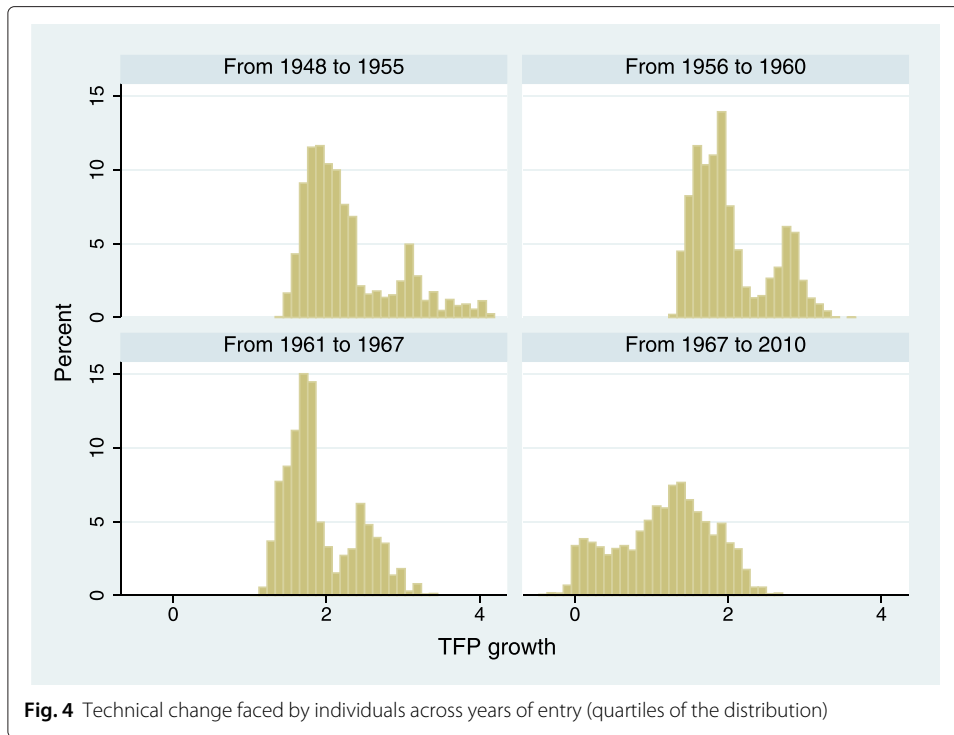 From 1948 to 1955
From 1956 to 1960
15
10
5
0
From 1961 to 1967
From 1967 to 2010
15
10
5
0
Percent
0 2 4
0 2 4
TFP growth
Fig. 4 Technical change faced by individuals across years of entry (quartiles of the distribution)